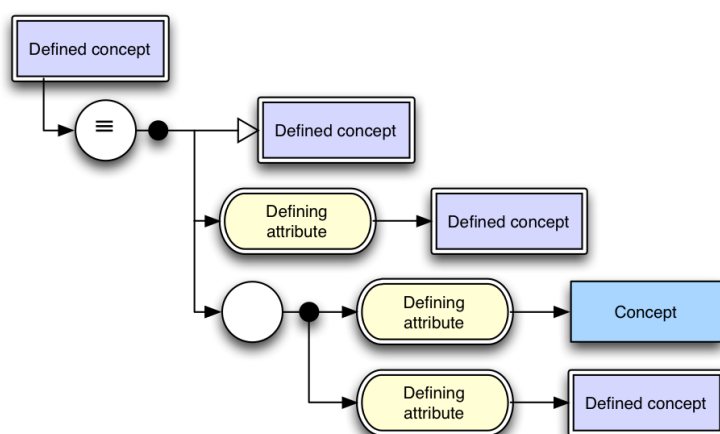 Defined concept
≡
Defined concept
Defining
attribute
Defined concept
Defining
attribute
Concept
Defining
attribute
Defined concept